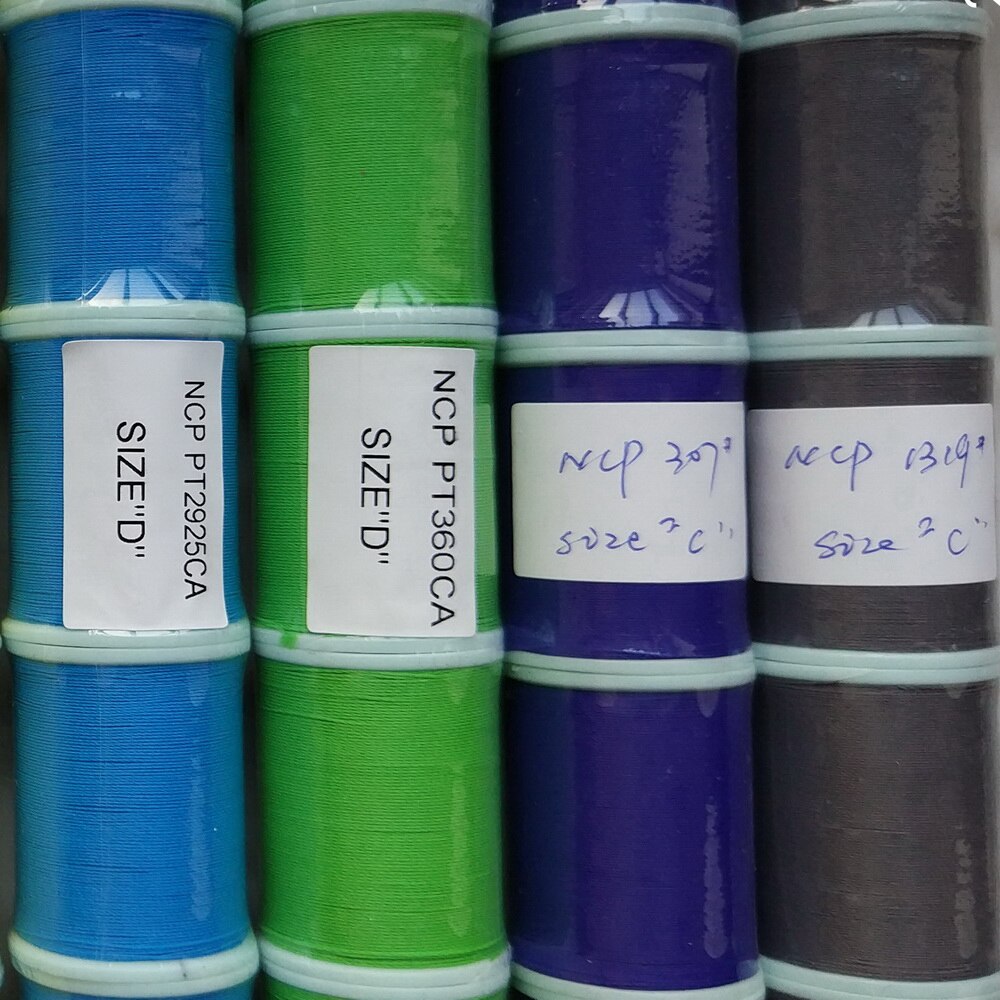 NCP PT2925CA
SIZE"D"
NCP PT360CA
SIZE"D"
NCP 307#
size "C"
NCP 1319#
size "C"